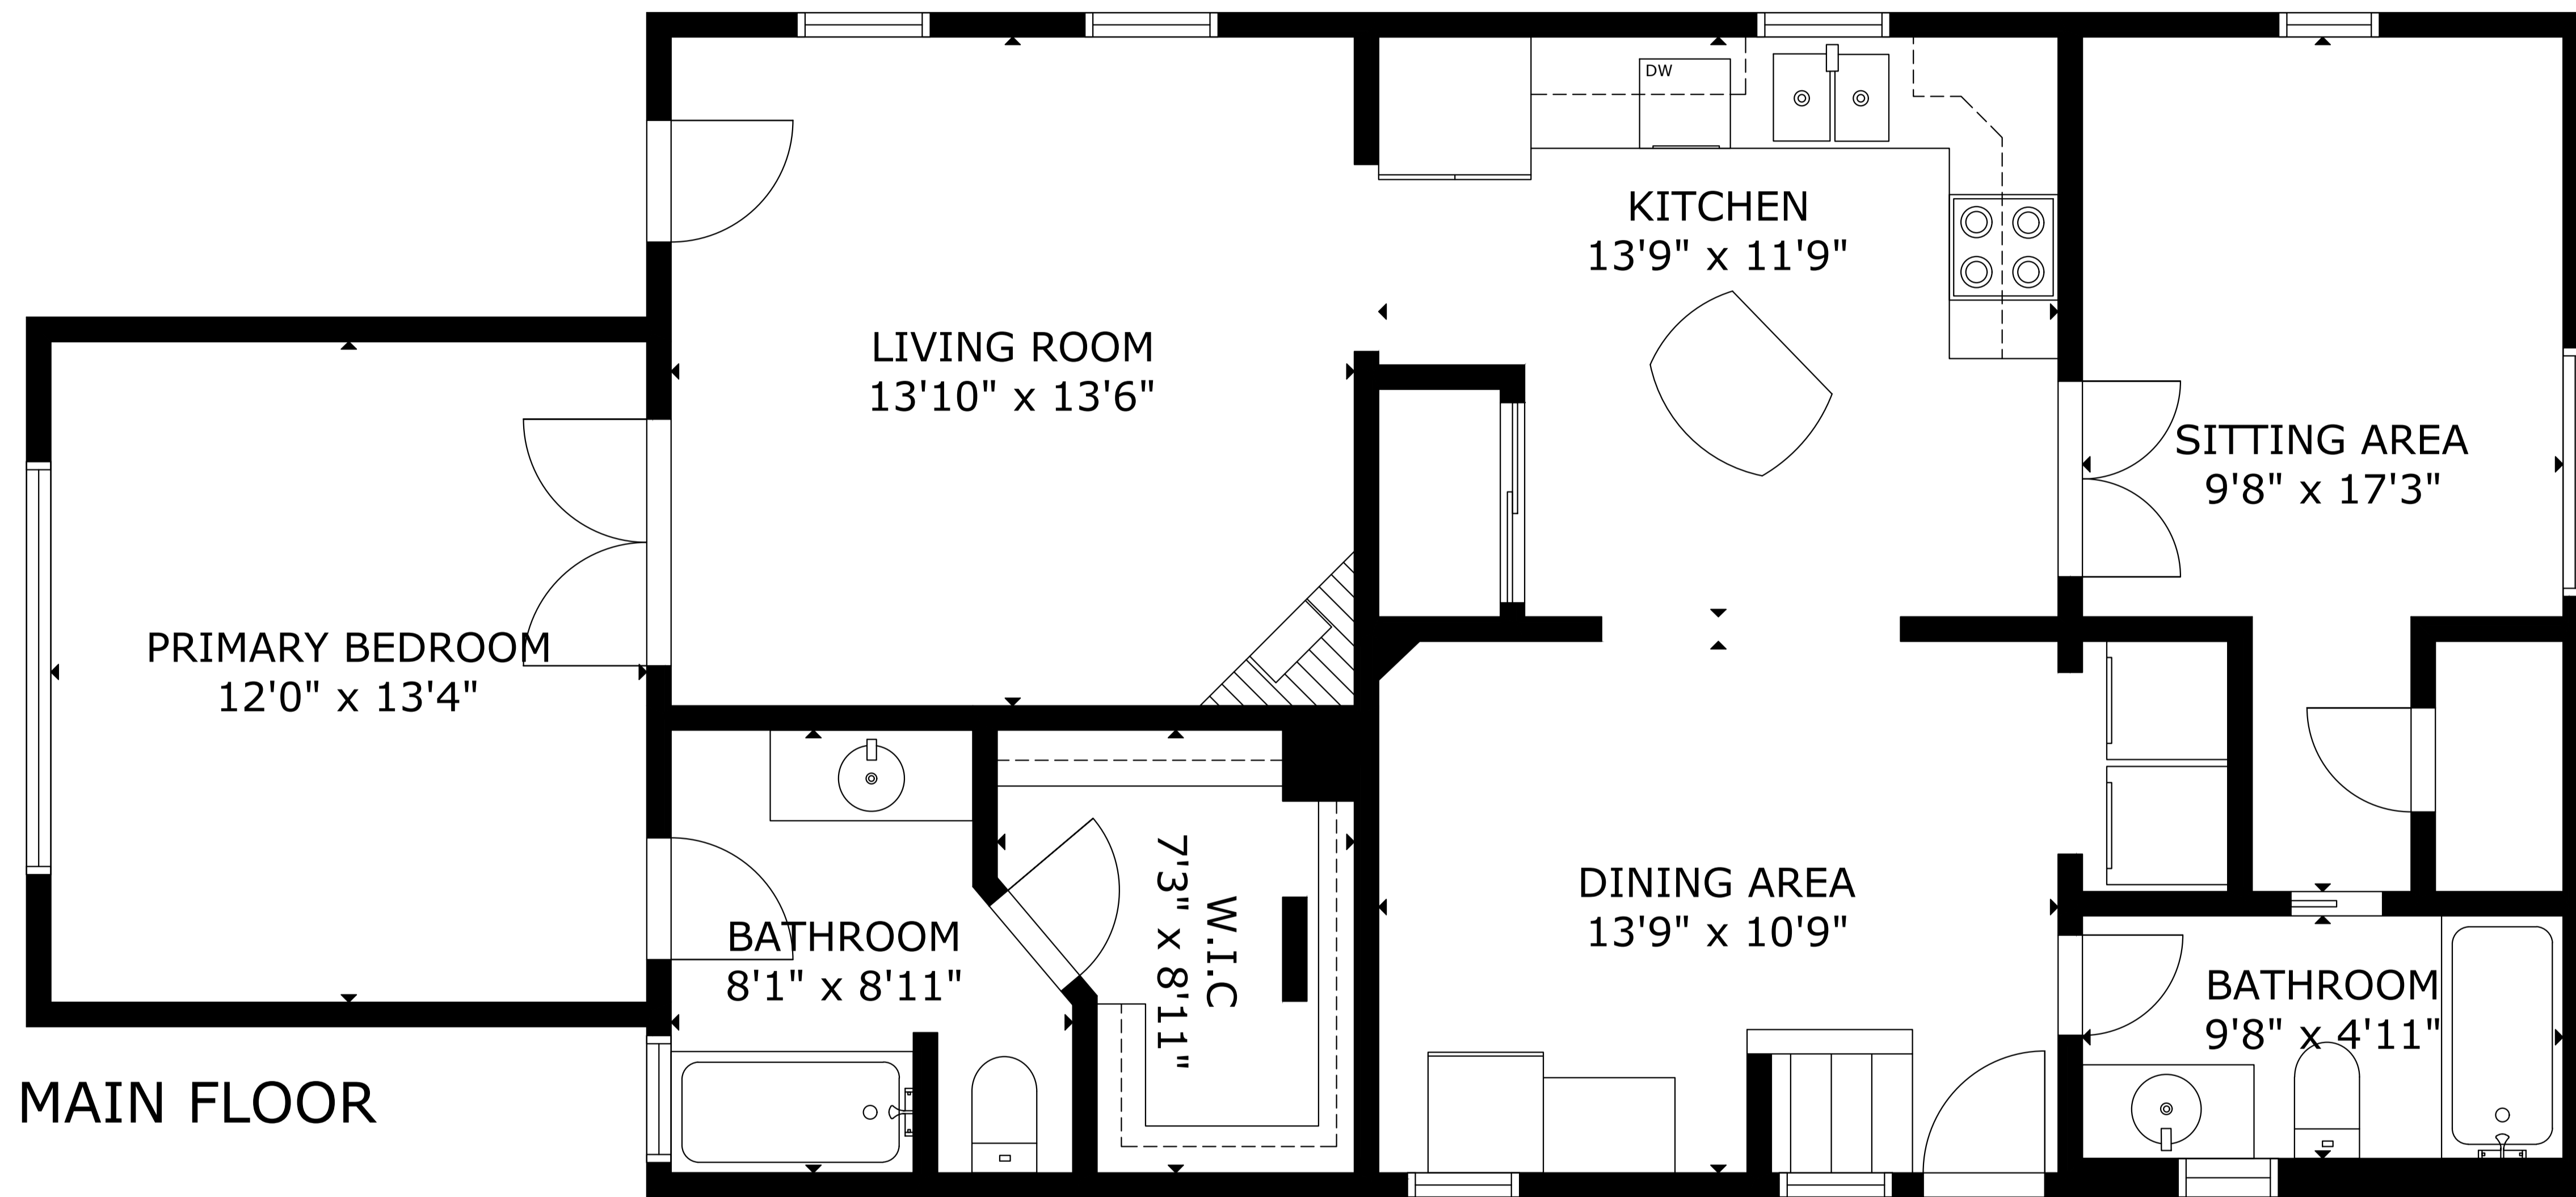 DW
KITCHEN
13'9" x 11'9"
LIVING ROOM
13'10" x 13'6"
SITTING AREA
9'8" x 17'3"
PRIMARY BEDROOM
12'0" x 13'4"
W.I.C
7'3" x 8'11"
DINING AREA
13'9" x 10'9"
BATHROOM
8'1" x 8'11"
BATHROOM
9'8" x 4'11"
MAIN FLOOR